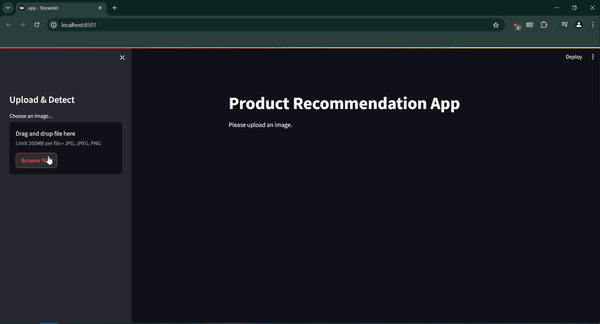 app - Streamlit
localhost:8501
Deploy
Upload & Detect
Choose an image...
Drag and drop file here
Limit 200MB per file • JPG, JPEG, PNG
Browse
Product Recommendation App
Please upload an image.